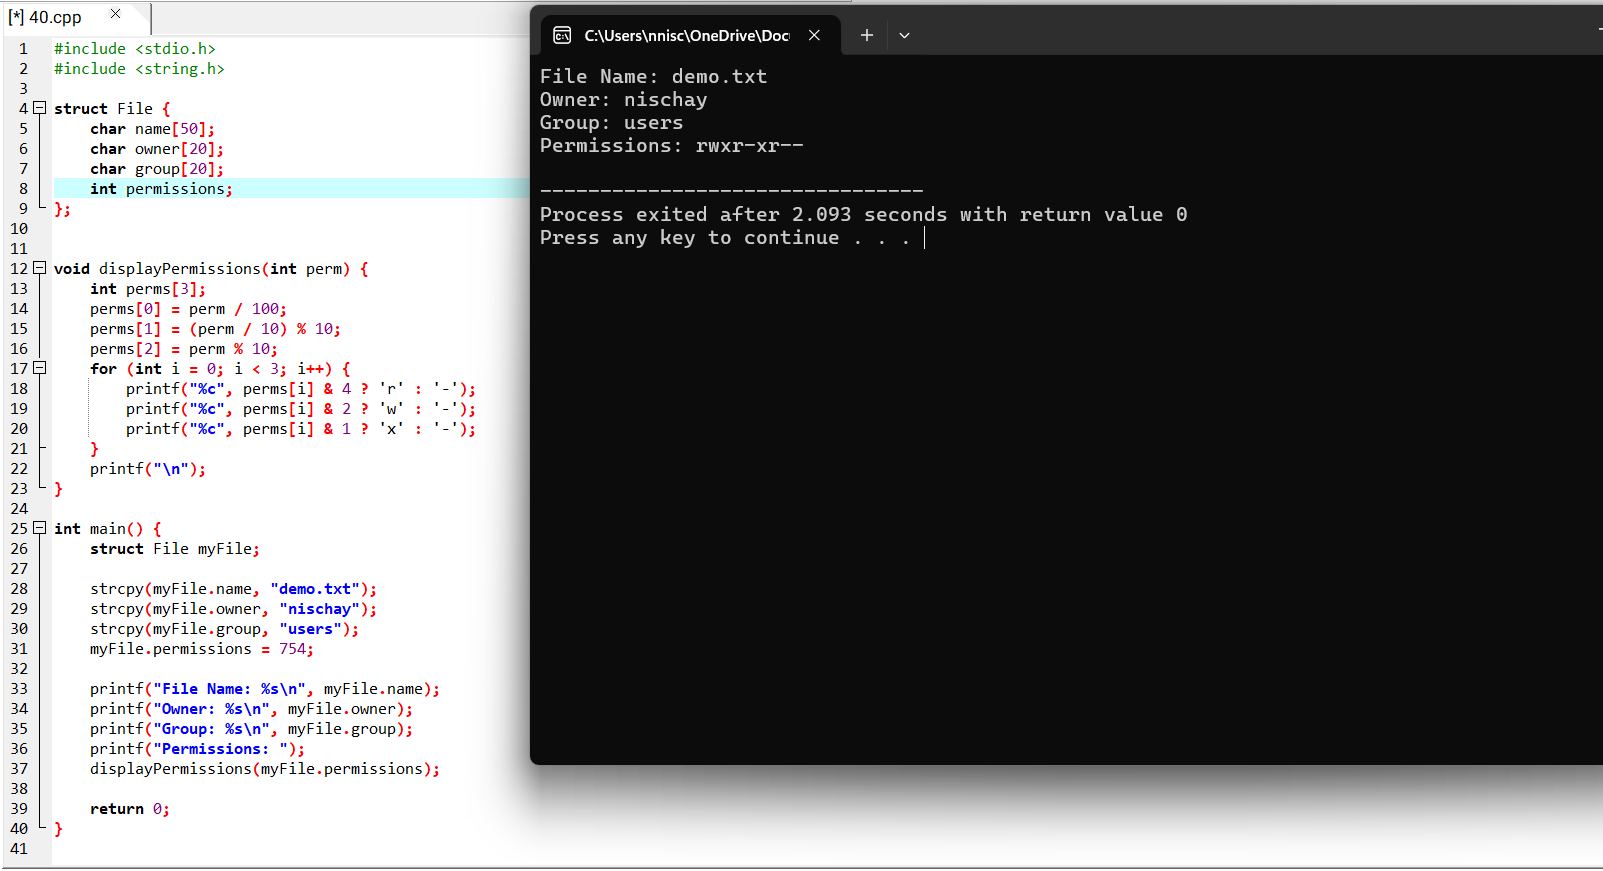 [*] 40.cpp
1 #include <stdio.h>
2 #include <string.h>
3
4 struct File {
5     char name[50];
6     char owner[20];
7     char group[20];
8     int permissions;
9 };
10
11
12 void displayPermissions(int perm) {
13     int perms[3];
14     perms[0] = perm / 100;
15     perms[1] = (perm / 10) % 10;
16     perms[2] = perm % 10;
17     for (int i = 0; i < 3; i++) {
18         printf("%c", perms[i] & 4 ? 'r' : '-');
19         printf("%c", perms[i] & 2 ? 'w' : '-');
20         printf("%c", perms[i] & 1 ? 'x' : '-');
21     }
22     printf("\n");
23 }
24
25 int main() {
26     struct File myFile;
27
28     strcpy(myFile.name, "demo.txt");
29     strcpy(myFile.owner, "nischay");
30     strcpy(myFile.group, "users");
31     myFile.permissions = 754;
32
33     printf("File Name: %s\n", myFile.name);
34     printf("Owner: %s\n", myFile.owner);
35     printf("Group: %s\n", myFile.group);
36     printf("Permissions: ");
37     displayPermissions(myFile.permissions);
38
39     return 0;
40 }
41
C:\Users\nnisc\OneDrive\Doc
File Name: demo.txt
Owner: nischay
Group: users
Permissions: rwxr-xr--
--------------------------------
Process exited after 2.093 seconds with return value 0
Press any key to continue . . .